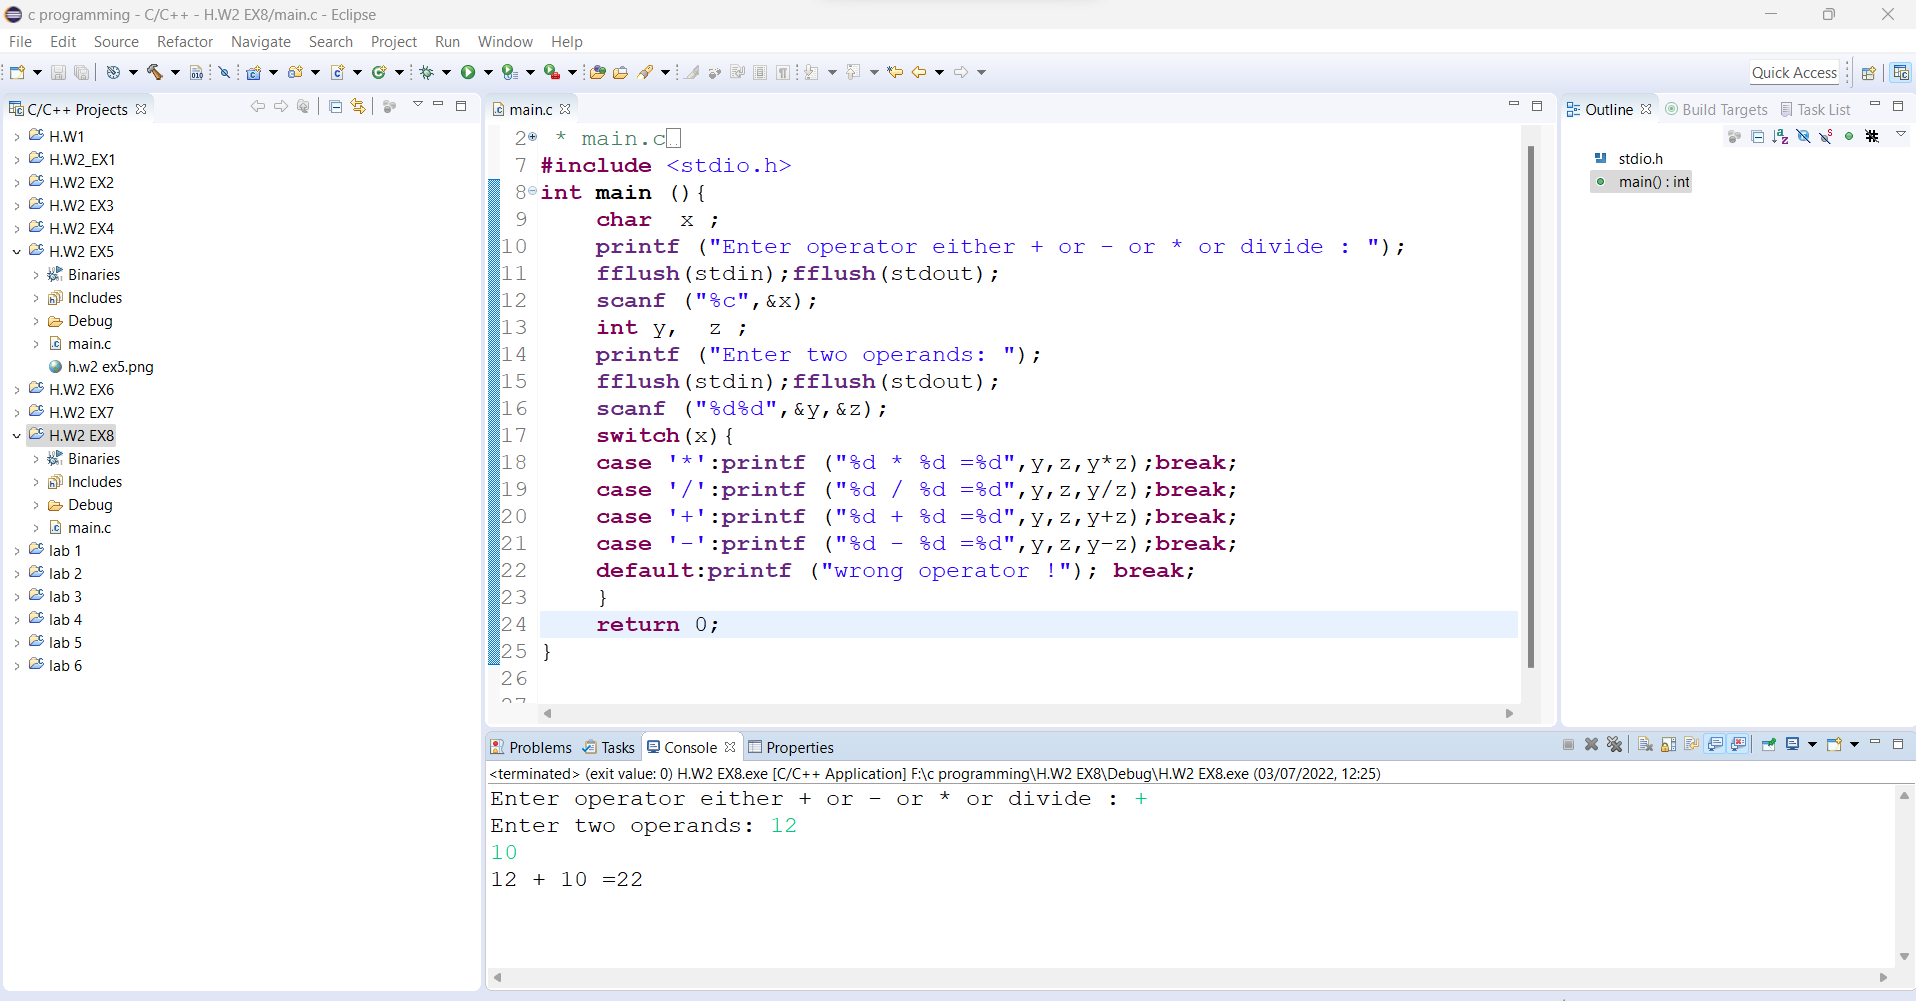 c programming - C/C++ - H.W2 EX8/main.c - Eclipse
File Edit Source Refactor Navigate Search Project Run Window Help
Quick Access
C/C++ Projects
H.W1
H.W2_EX1
H.W2 EX2
H.W2 EX3
H.W2 EX4
H.W2 EX5
Binaries
Includes
Debug
main.c
h.w2 ex5.png
H.W2 EX6
H.W2 EX7
H.W2 EX8
Binaries
Includes
Debug
main.c
lab 1
lab 2
lab 3
lab 4
lab 5
lab 6
main.c
2 * main.c
7 #include <stdio.h>
8 int main (){
9 char  x ;
10 printf ("Enter operator either + or - or * or divide : ");
11 fflush(stdin);fflush(stdout);
12 scanf ("%c",&x);
13 int y,  z ;
14 printf ("Enter two operands: ");
15 fflush(stdin);fflush(stdout);
16 scanf ("%d%d",&y,&z);
17 switch(x){
18 case '*':printf ("%d * %d =%d",y,z,y*z);break;
19 case '/':printf ("%d / %d =%d",y,z,y/z);break;
20 case '+':printf ("%d + %d =%d",y,z,y+z);break;
21 case '-':printf ("%d - %d =%d",y,z,y-z);break;
22 default:printf ("wrong operator !"); break;
23 }
24 return 0;
25 }
26
27
Outline Build Targets Task List
stdio.h
main() : int
Problems Tasks Console Properties
<terminated> (exit value: 0) H.W2 EX8.exe [C/C++ Application] F:\c programming\H.W2 EX8\Debug\H.W2 EX8.exe (03/07/2022, 12:25)
Enter operator either + or - or * or divide : +
Enter two operands: 12
10
12 + 10 =22